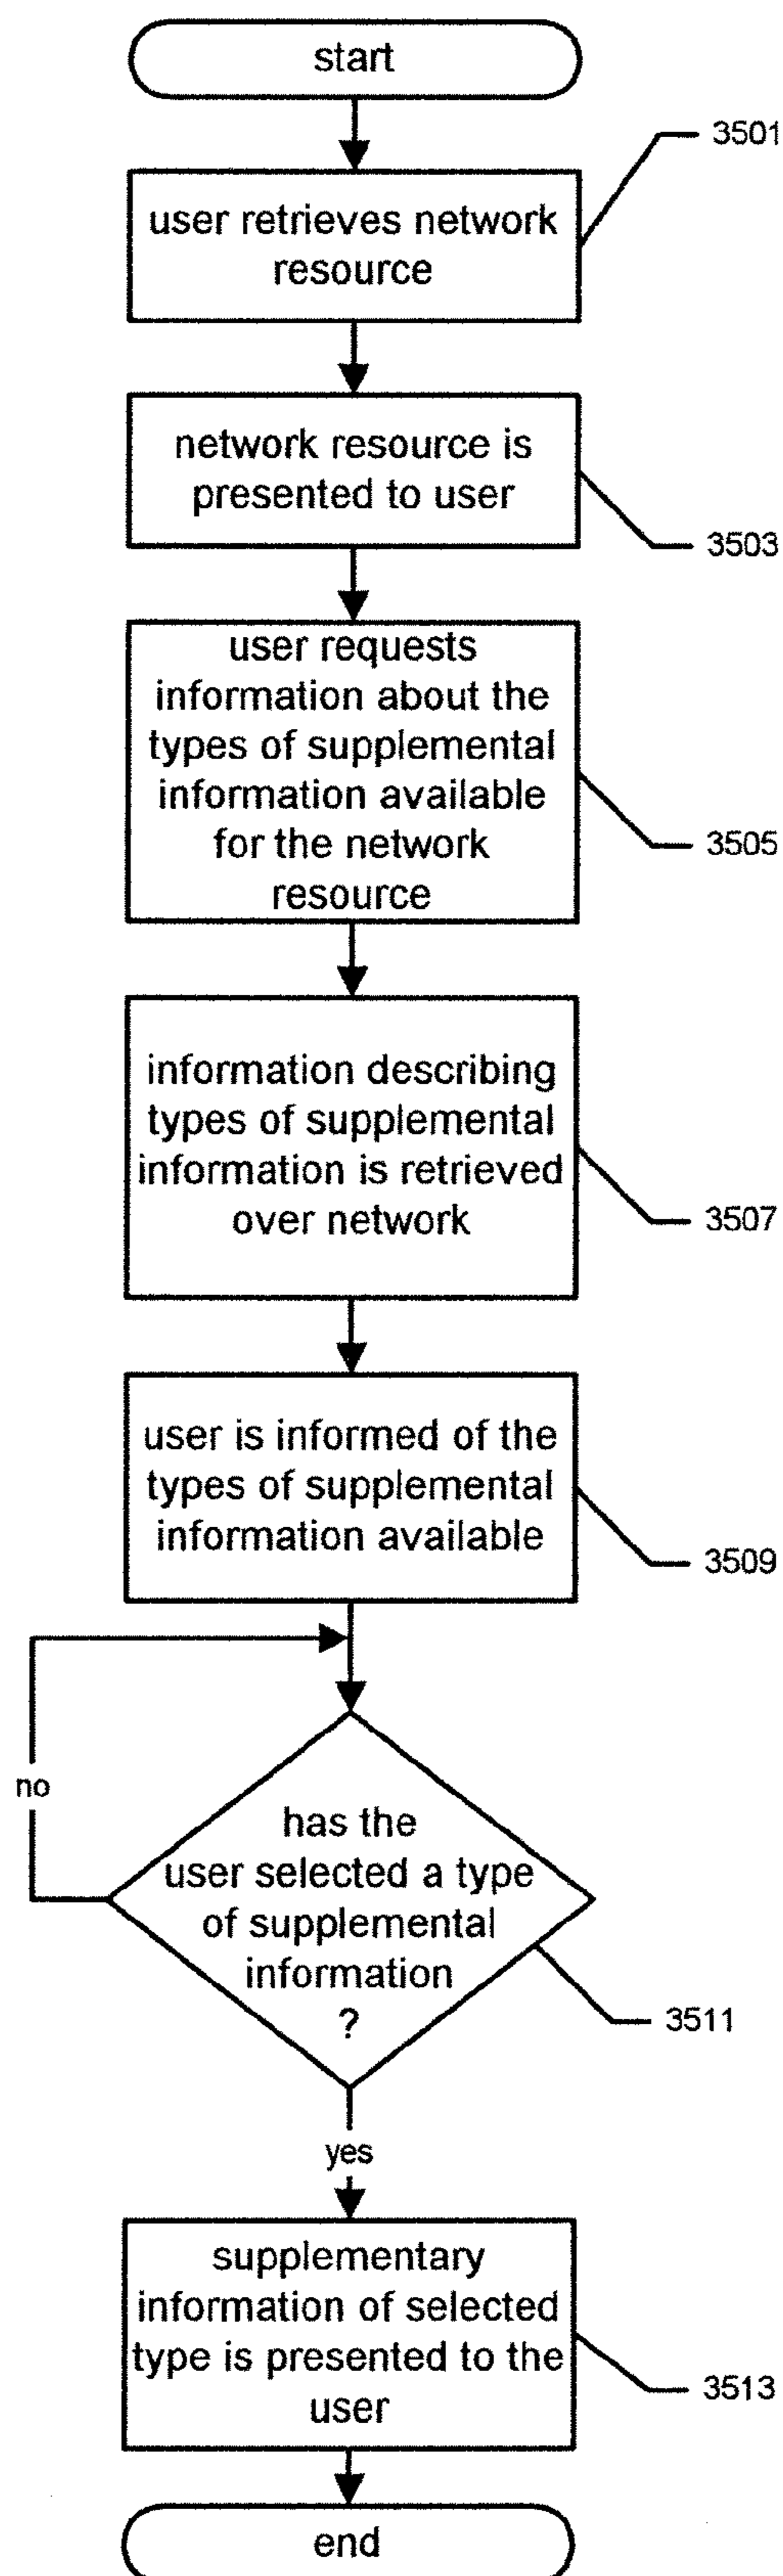 start
3501
user retrieves network
resource
network resource is
presented to user
3503
user requests
information about the
types of supplemental
information available
for the network
resource
3505
information describing
types of supplemental
information is retrieved
over network
3507
user is informed of the
types of supplemental
information available
3509
no
has the
user selected a type
of supplemental
information
?
3511
yes
supplementary
information of selected
type is presented to the
user
3513
end